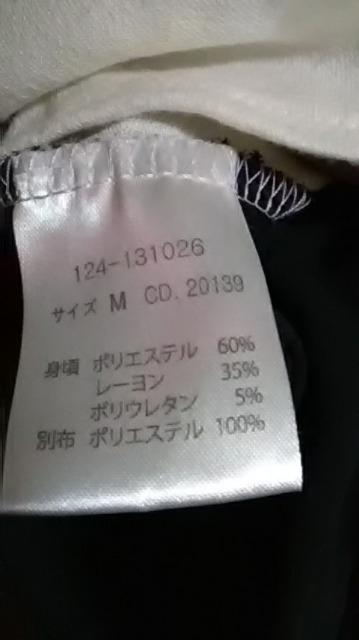 124-131026
サイズ M CD. 20139
身頃 ポリエステル 60%
レーヨン 35%
ポリウレタン 5%
別布 ポリエステル 100%